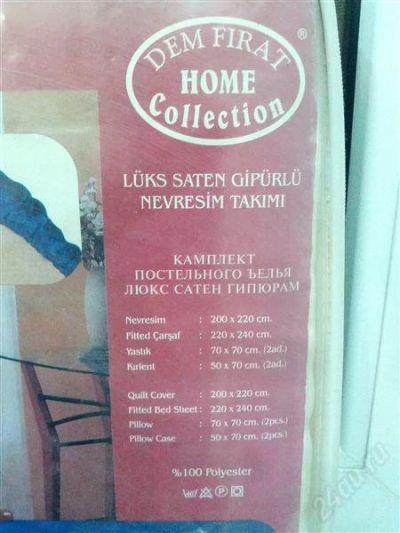 DEM FIRAT ®
HOME
Collection
LÜKS SATEN GİPÜRLÜ
NEVRESİM TAKIMI
КАМПЛЕКТ
ПОСТЕЛЬНОГО ЪЕЛЬЯ
ЛЮКС САТЕН ГИПЮРАМ
Nevresim : 200 x 220 cm.
Fitted Çarşaf : 220 x 240 cm.
Yastık : 70 x 70 cm. (2ad.)
Kırlent : 50 x 70 cm. (2ad.)
Quilt Cover : 200 x 220 cm.
Fitted Bed Sheet : 220 x 240 cm.
Pillow : 70 x 70 cm. (2pcs.)
Pillow Case : 50 x 70 cm. (2pcs.)
%100 Polyester
24au.ru